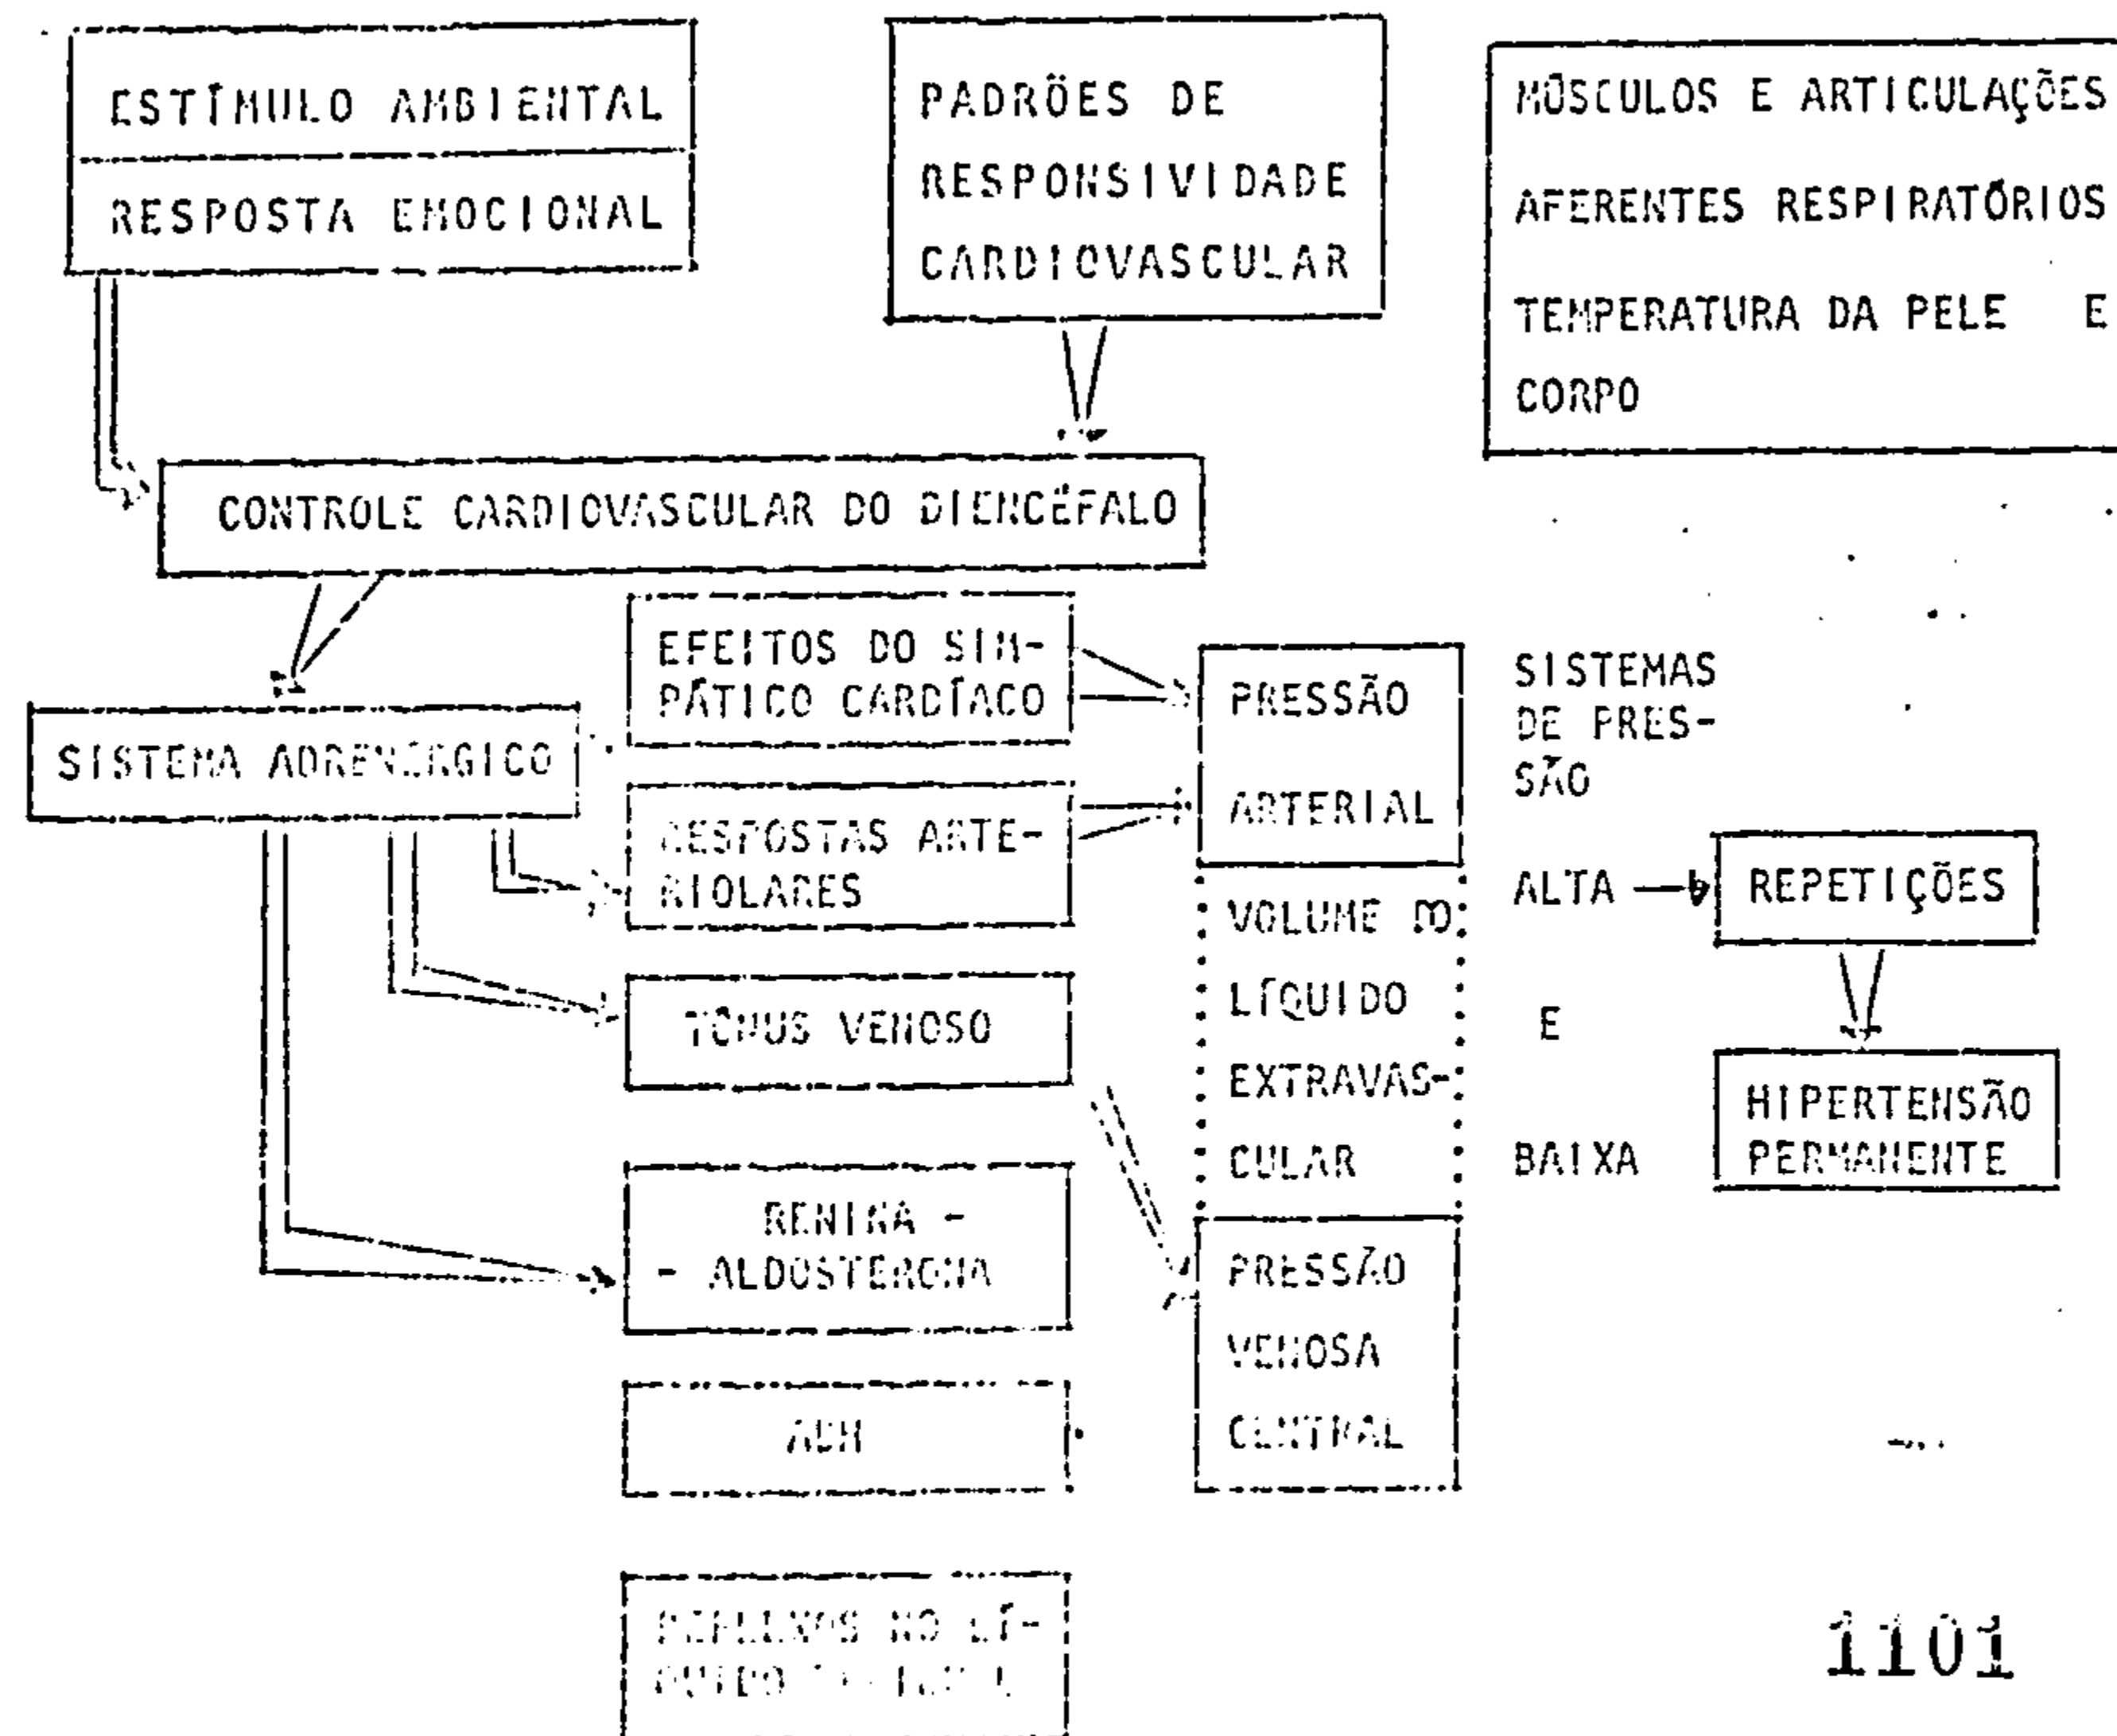 ESTÍMULO AMBIENTAL
RESPOSTA EMOCIONAL
PADRÕES DE
RESPONSIVIDADE
CARDIOVASCULAR
MÚSCULOS E ARTICULAÇÕES
AFERENTES RESPIRATÓRIOS
TEMPERATURA DA PELE E
CORPO
CONTROLE CARDIOVASCULAR DO DIENCÉFALO
SISTEMA ADRENÉRGICO
EFEITOS DO SIM-
PÁTICO CARDÍACO
RESPOSTAS ARTE-
RIOLARES
TÔNUS VENOSO
RENINA -
- ALDOSTERONA
ADH
NO LÍ-
PRESSÃO
ARTERIAL
VOLUME
LÍQUIDO
EXTRAVAS-
CULAR
PRESSÃO
VENOSA
CENTRAL
SISTEMAS
DE PRES-
SÃO
ALTA
E
BAIXA
REPETIÇÕES
HIPERTENSÃO
PERMANENTE
1101